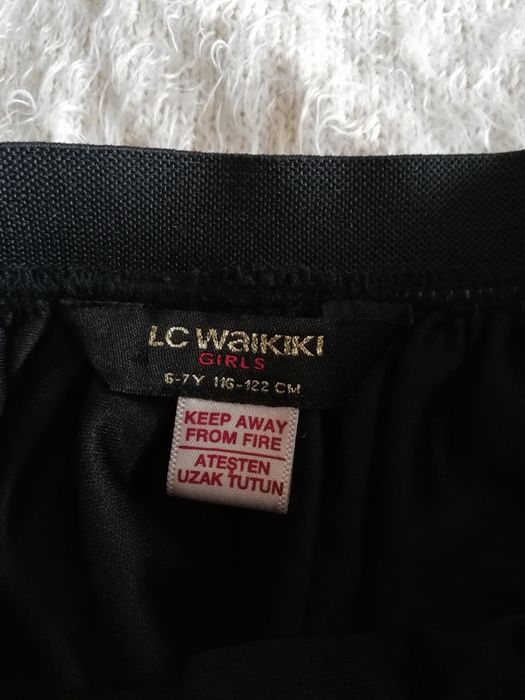 LC WAIKIKI
GIRLS
6-7Y 116-122 CM
KEEP AWAY
FROM FIRE
ATEŞTEN
UZAK TUTUN